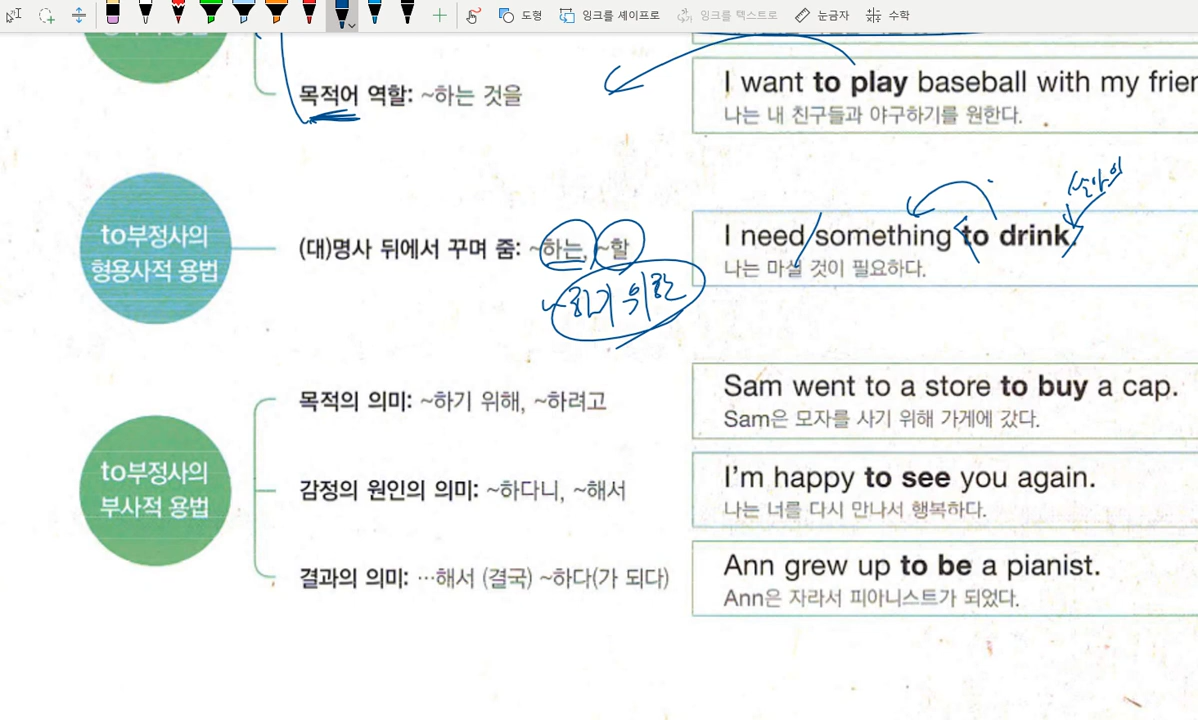 도형 잉크를 셰이프로 잉크를 텍스트로 눈금자 수학
목적어 역할: ~하는 것을
I want to play baseball with my frien
나는 내 친구들과 야구하기를 원한다.
to부정사의
형용사적 용법
(대)명사 뒤에서 꾸며 줌: ~하는, ~할
~하기 위한
I need something to drink.
나는 마실 것이 필요하다.
to부정사의
부사적 용법
목적의 의미: ~하기 위해, ~하려고
Sam went to a store to buy a cap.
Sam은 모자를 사기 위해 가게에 갔다.
감정의 원인의 의미: ~하다니, ~해서
I'm happy to see you again.
나는 너를 다시 만나서 행복하다.
결과의 의미: …해서 (결국) ~하다(가 되다)
Ann grew up to be a pianist.
Ann은 자라서 피아니스트가 되었다.